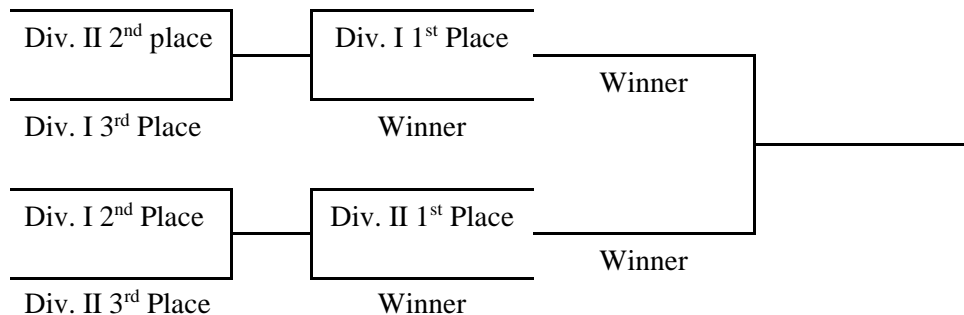 Div. II 2nd place
Div. I 1st Place
Winner
Div. I 3rd Place
Winner
Div. I 2nd Place
Div. II 1st Place
Winner
Div. II 3rd Place
Winner